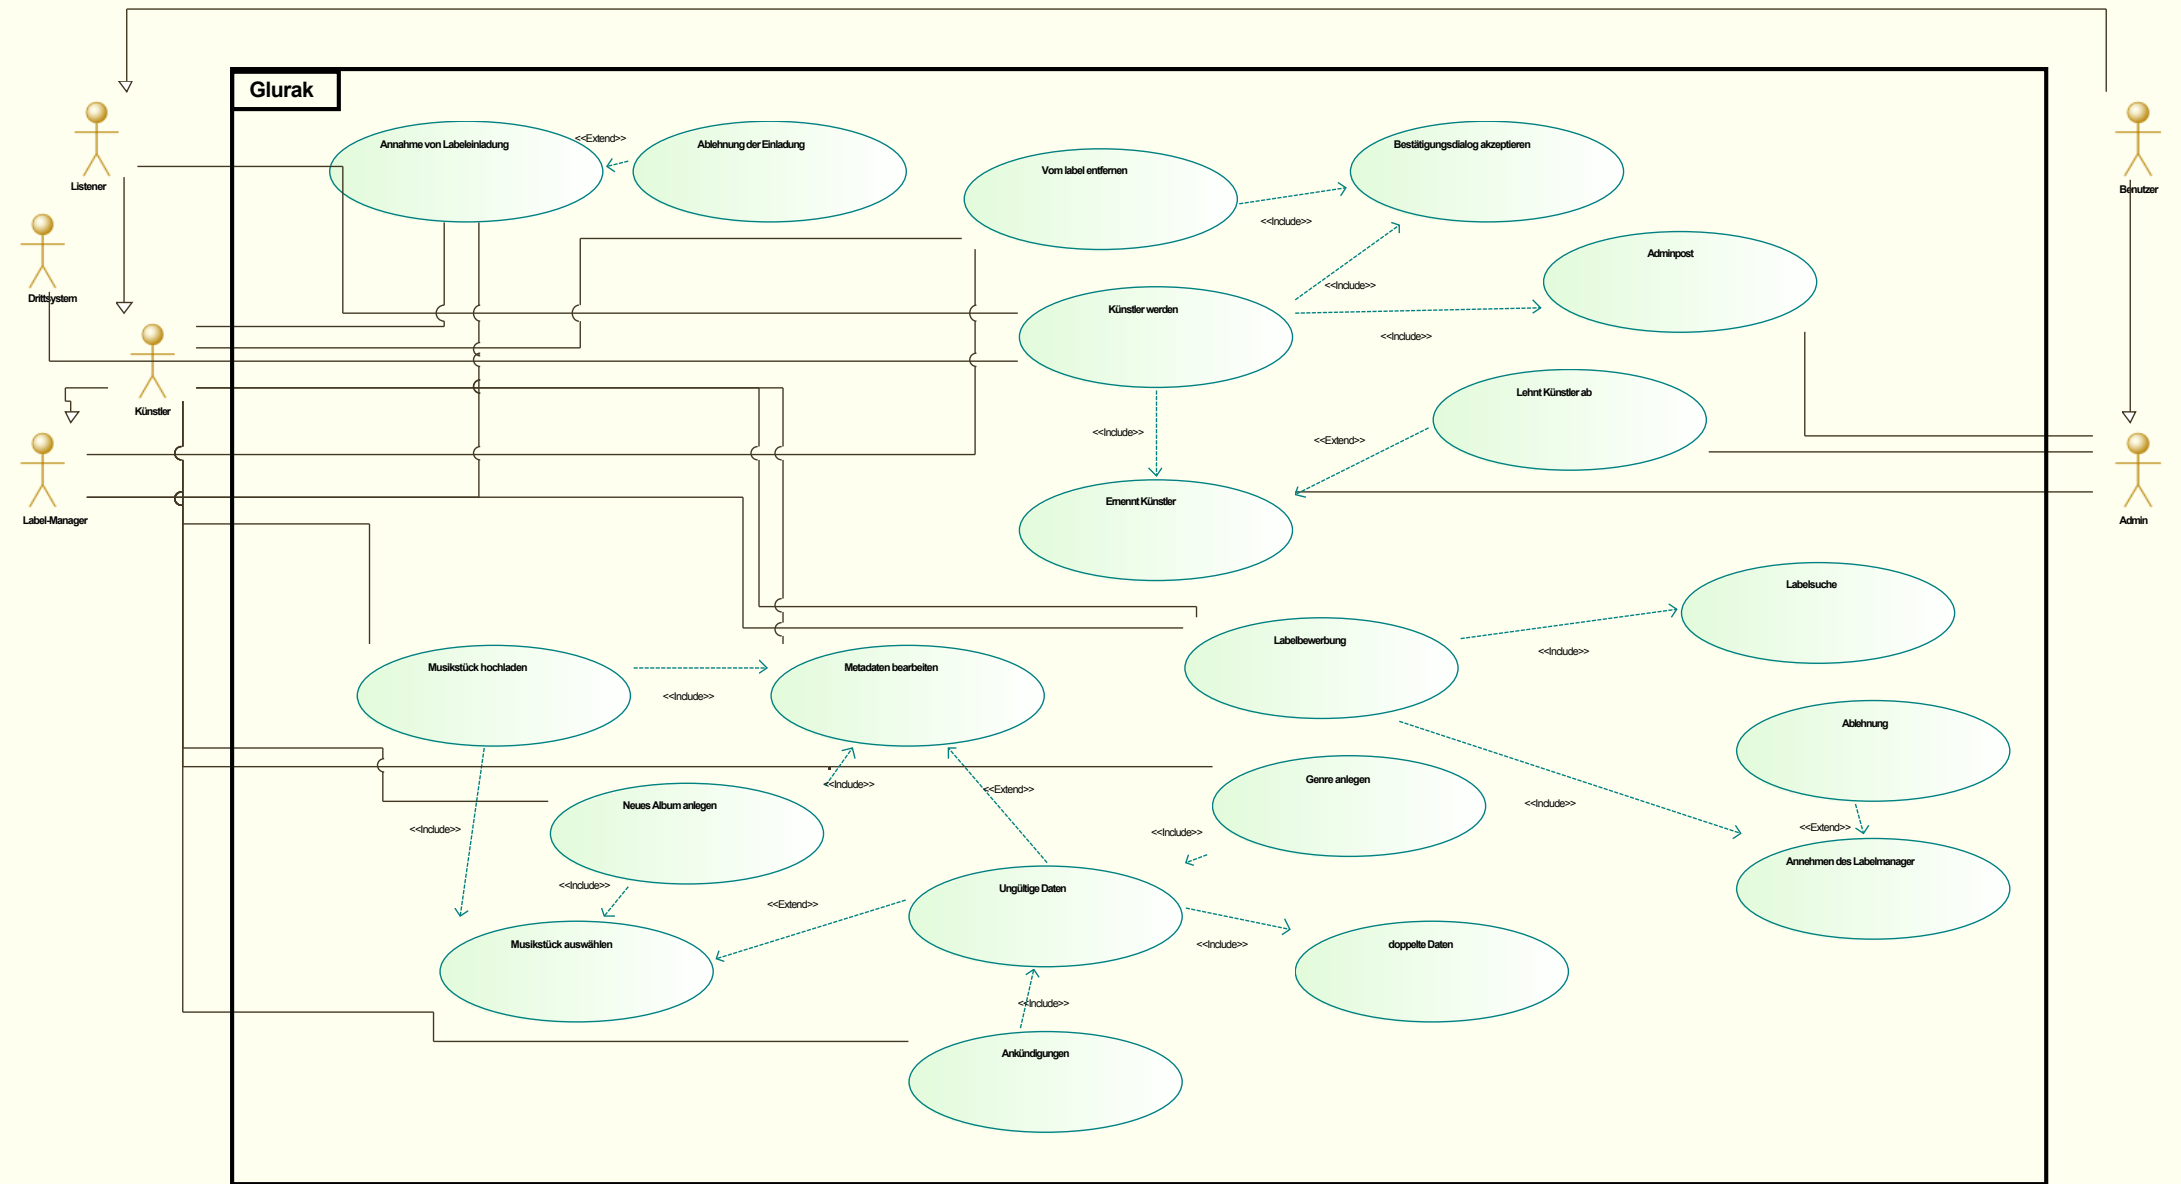 Glurak
Annahme von Labeleinladung
<<Extend>>
Ablehnung der Einladung
Vom label entfernen
Bestätigungsdialog akzeptieren
Listener
Benutzer
<<Include>>
Adminpost
Drittsystem
<<Include>>
Künstler werden
<<Include>>
Künstler
Lehnt Künstler ab
<<Include>>
<<Extend>>
Label-Manager
Ernennt Künstler
Admin
Labelsuche
Labelbewerbung
<<Include>>
Musikstück hochladen
Metadaten bearbeiten
<<Include>>
Ablehnung
<<Include>>
<<Extend>>
Genre anlegen
Neues Album anlegen
<<Include>>
<<Include>>
<<Include>>
<<Extend>>
Annehmen des Labelmanager
<<Include>>
Ungültige Daten
<<Extend>>
Musikstück auswählen
<<Include>>
doppelte Daten
<<Include>>
Ankündigungen